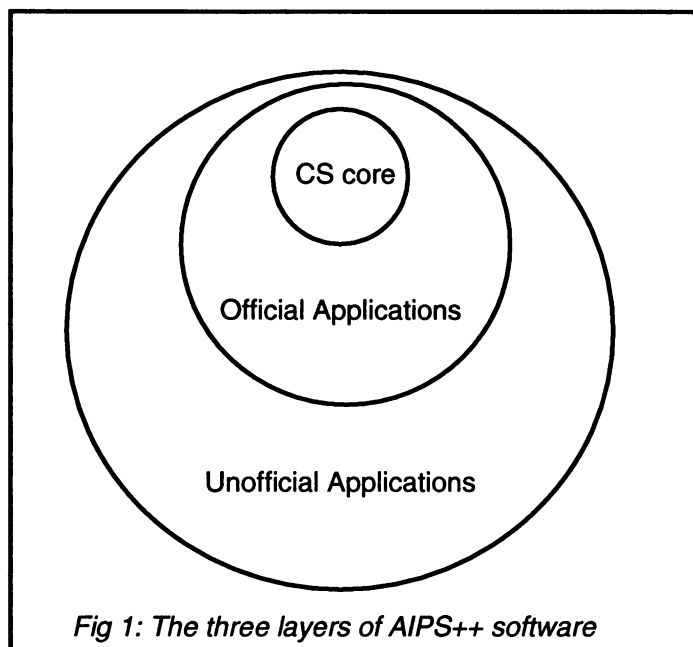 CS core
Official Applications
Unofficial Applications
Fig 1: The three layers of AIPS++ software